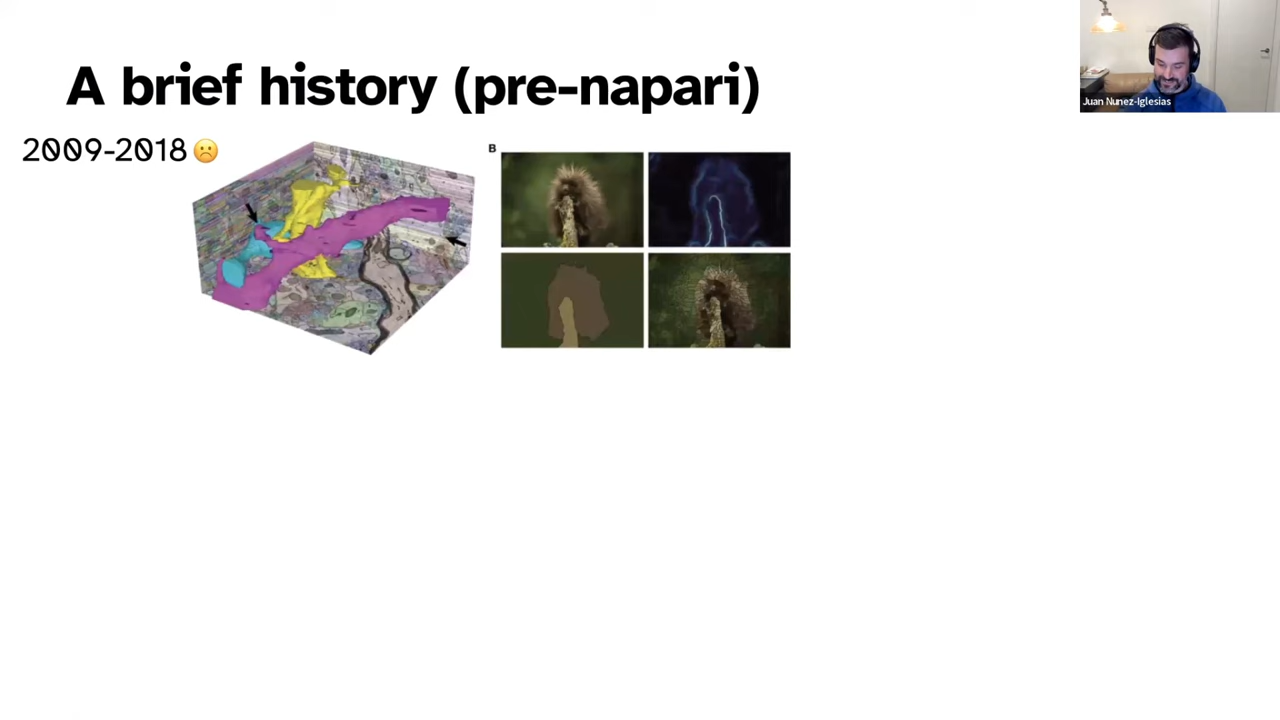 A brief history (pre-napari)
2009-2018☹️
B
Juan Nunez-Iglesias